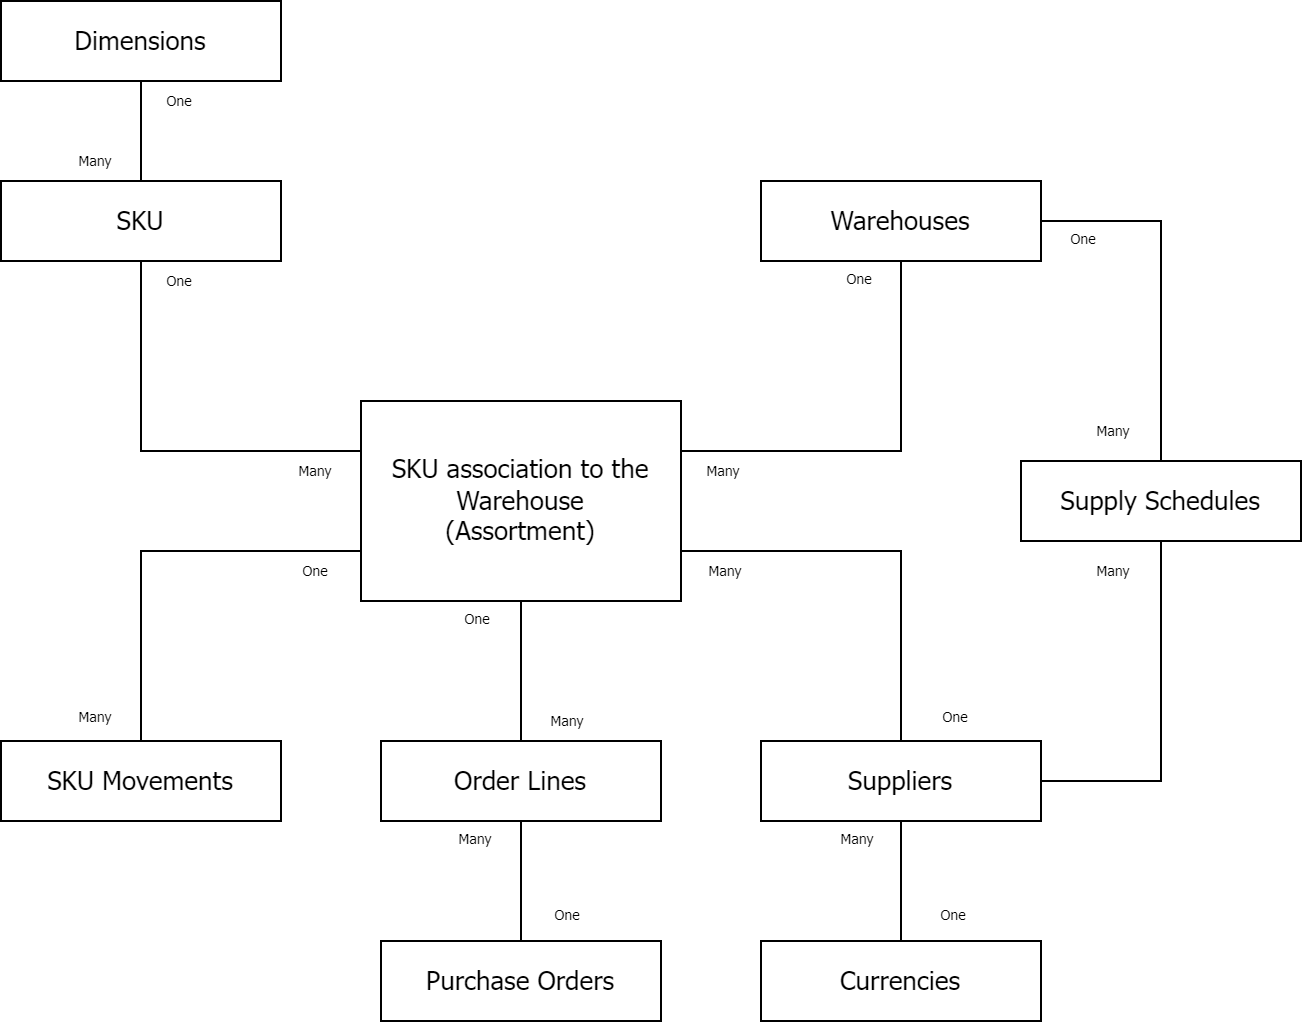 Dimensions
One
Many
SKU
Warehouses
One
One
One
Many
Many
Many
SKU association to the
Warehouse
(Assortment)
Supply Schedules
One
Many
Many
One
Many
Many
One
SKU Movements
Order Lines
Suppliers
Many
Many
One
One
Purchase Orders
Currencies